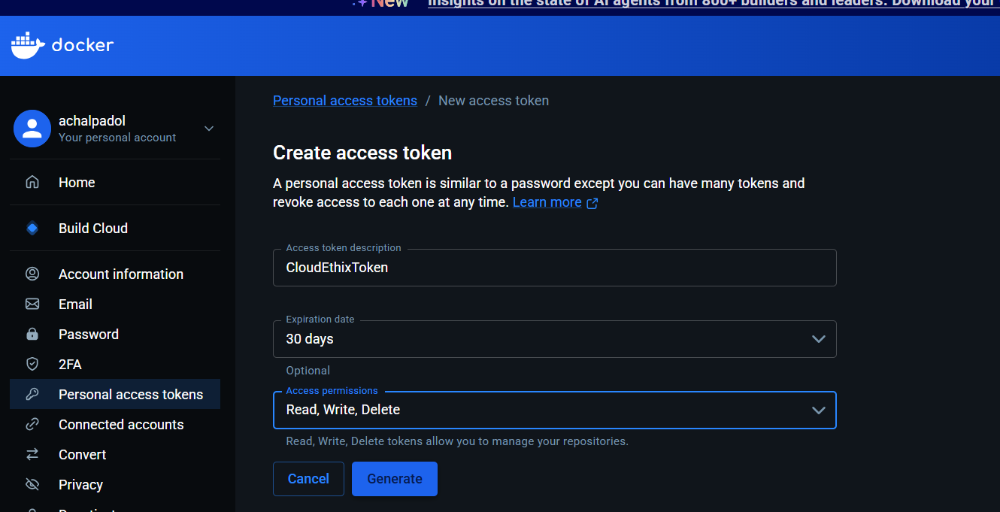 New Insights on the state of AI agents from 800+ builders and leaders. Download your
docker
achalpadol
Your personal account
Home
Build Cloud
Account information
Email
Password
2FA
Personal access tokens
Connected accounts
Convert
Privacy
Personal access tokens / New access token
Create access token
A personal access token is similar to a password except you can have many tokens and
revoke access to each one at any time. Learn more
Access token description
CloudEthixToken
Expiration date
30 days
Optional
Access permissions
Read, Write, Delete
Read, Write, Delete tokens allow you to manage your repositories.
Cancel
Generate